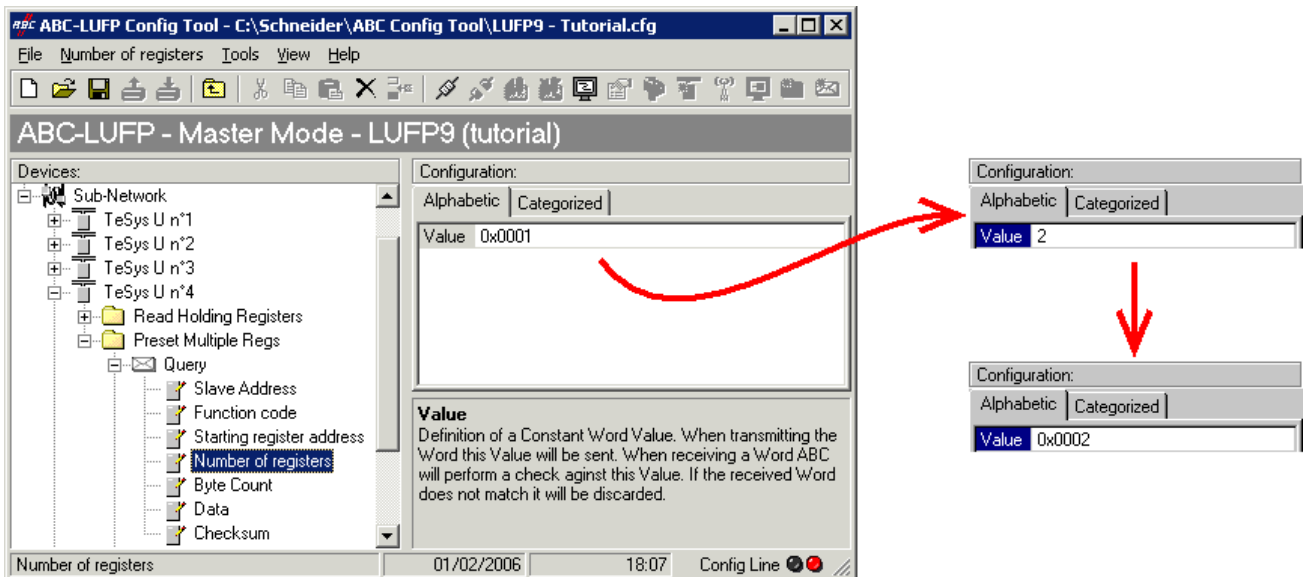 ABC-LUFP Config Tool - C:\Schneider\ABC Config Tool\LUFP9 - Tutorial.cfg
File Number of registers Tools View Help
ABC-LUFP - Master Mode - LUFP9 (tutorial)
Devices:
Sub-Network
TeSys U n°1
TeSys U n°2
TeSys U n°3
TeSys U n°4
Read Holding Registers
Preset Multiple Regs
Query
Slave Address
Function code
Starting register address
Number of registers
Byte Count
Data
Checksum
Configuration:
Alphabetic Categorized
Value 0x0001
Value
Definition of a Constant Word Value. When transmitting the
Word this Value will be sent. When receiving a Word ABC
will perform a check aginst this Value. If the received Word
does not match it will be discarded.
Number of registers 01/02/2006 18:07 Config Line
Configuration:
Alphabetic Categorized
Value 2
Configuration:
Alphabetic Categorized
Value 0x0002